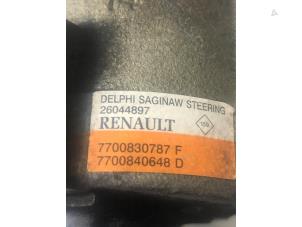 DELPHI SAGINAW STEERING
26044897
RENAULT
7700830787 F
7700840648 D